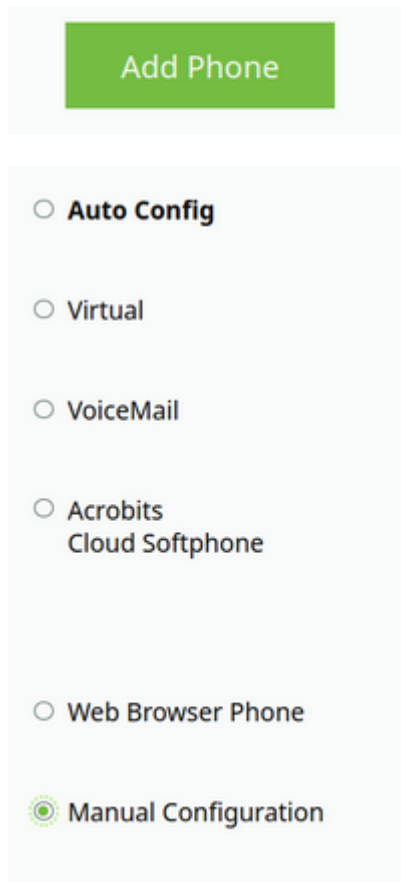 Add Phone
Auto Config
Virtual
VoiceMail
Acrobits
Cloud Softphone
Web Browser Phone
Manual Configuration